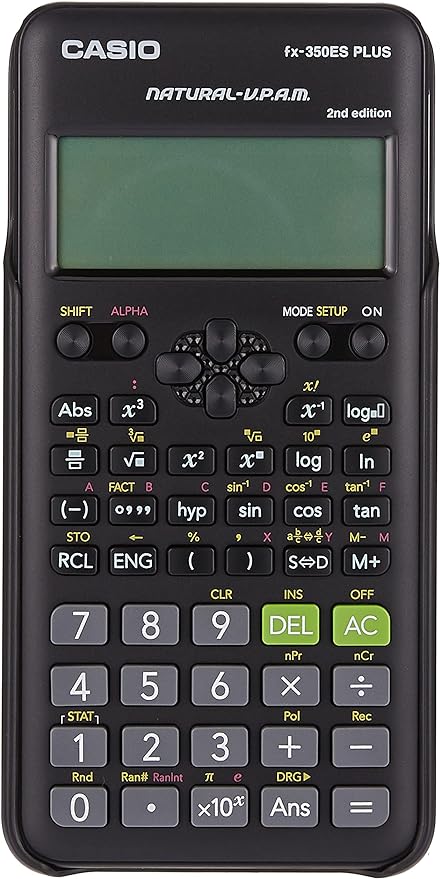 CASIO fx-350ES PLUS
NATURAL-V.P.A.M.
2nd edition
SHIFT ALPHA MODE SETUP ON
: x!
Abs x³ x⁻¹ log▪▯
▪▤ ³√▪ ▪√▫ 10▪ e▪
√▪ x² x▪ log ln
A FACT B C sin⁻¹ D cos⁻¹ E tan⁻¹ F
(−) °,,, hyp sin cos tan
STO ← % , X a b/c⇔d/c Y M− M
RCL ENG ( ) S⇔D M+
CLR INS OFF
7 8 9 DEL AC
nPr nCr
4 5 6 × ÷
STAT Pol Rec
1 2 3 + −
Rnd Ran# RanInt π e DRG▶
0 • ×10ˣ Ans =